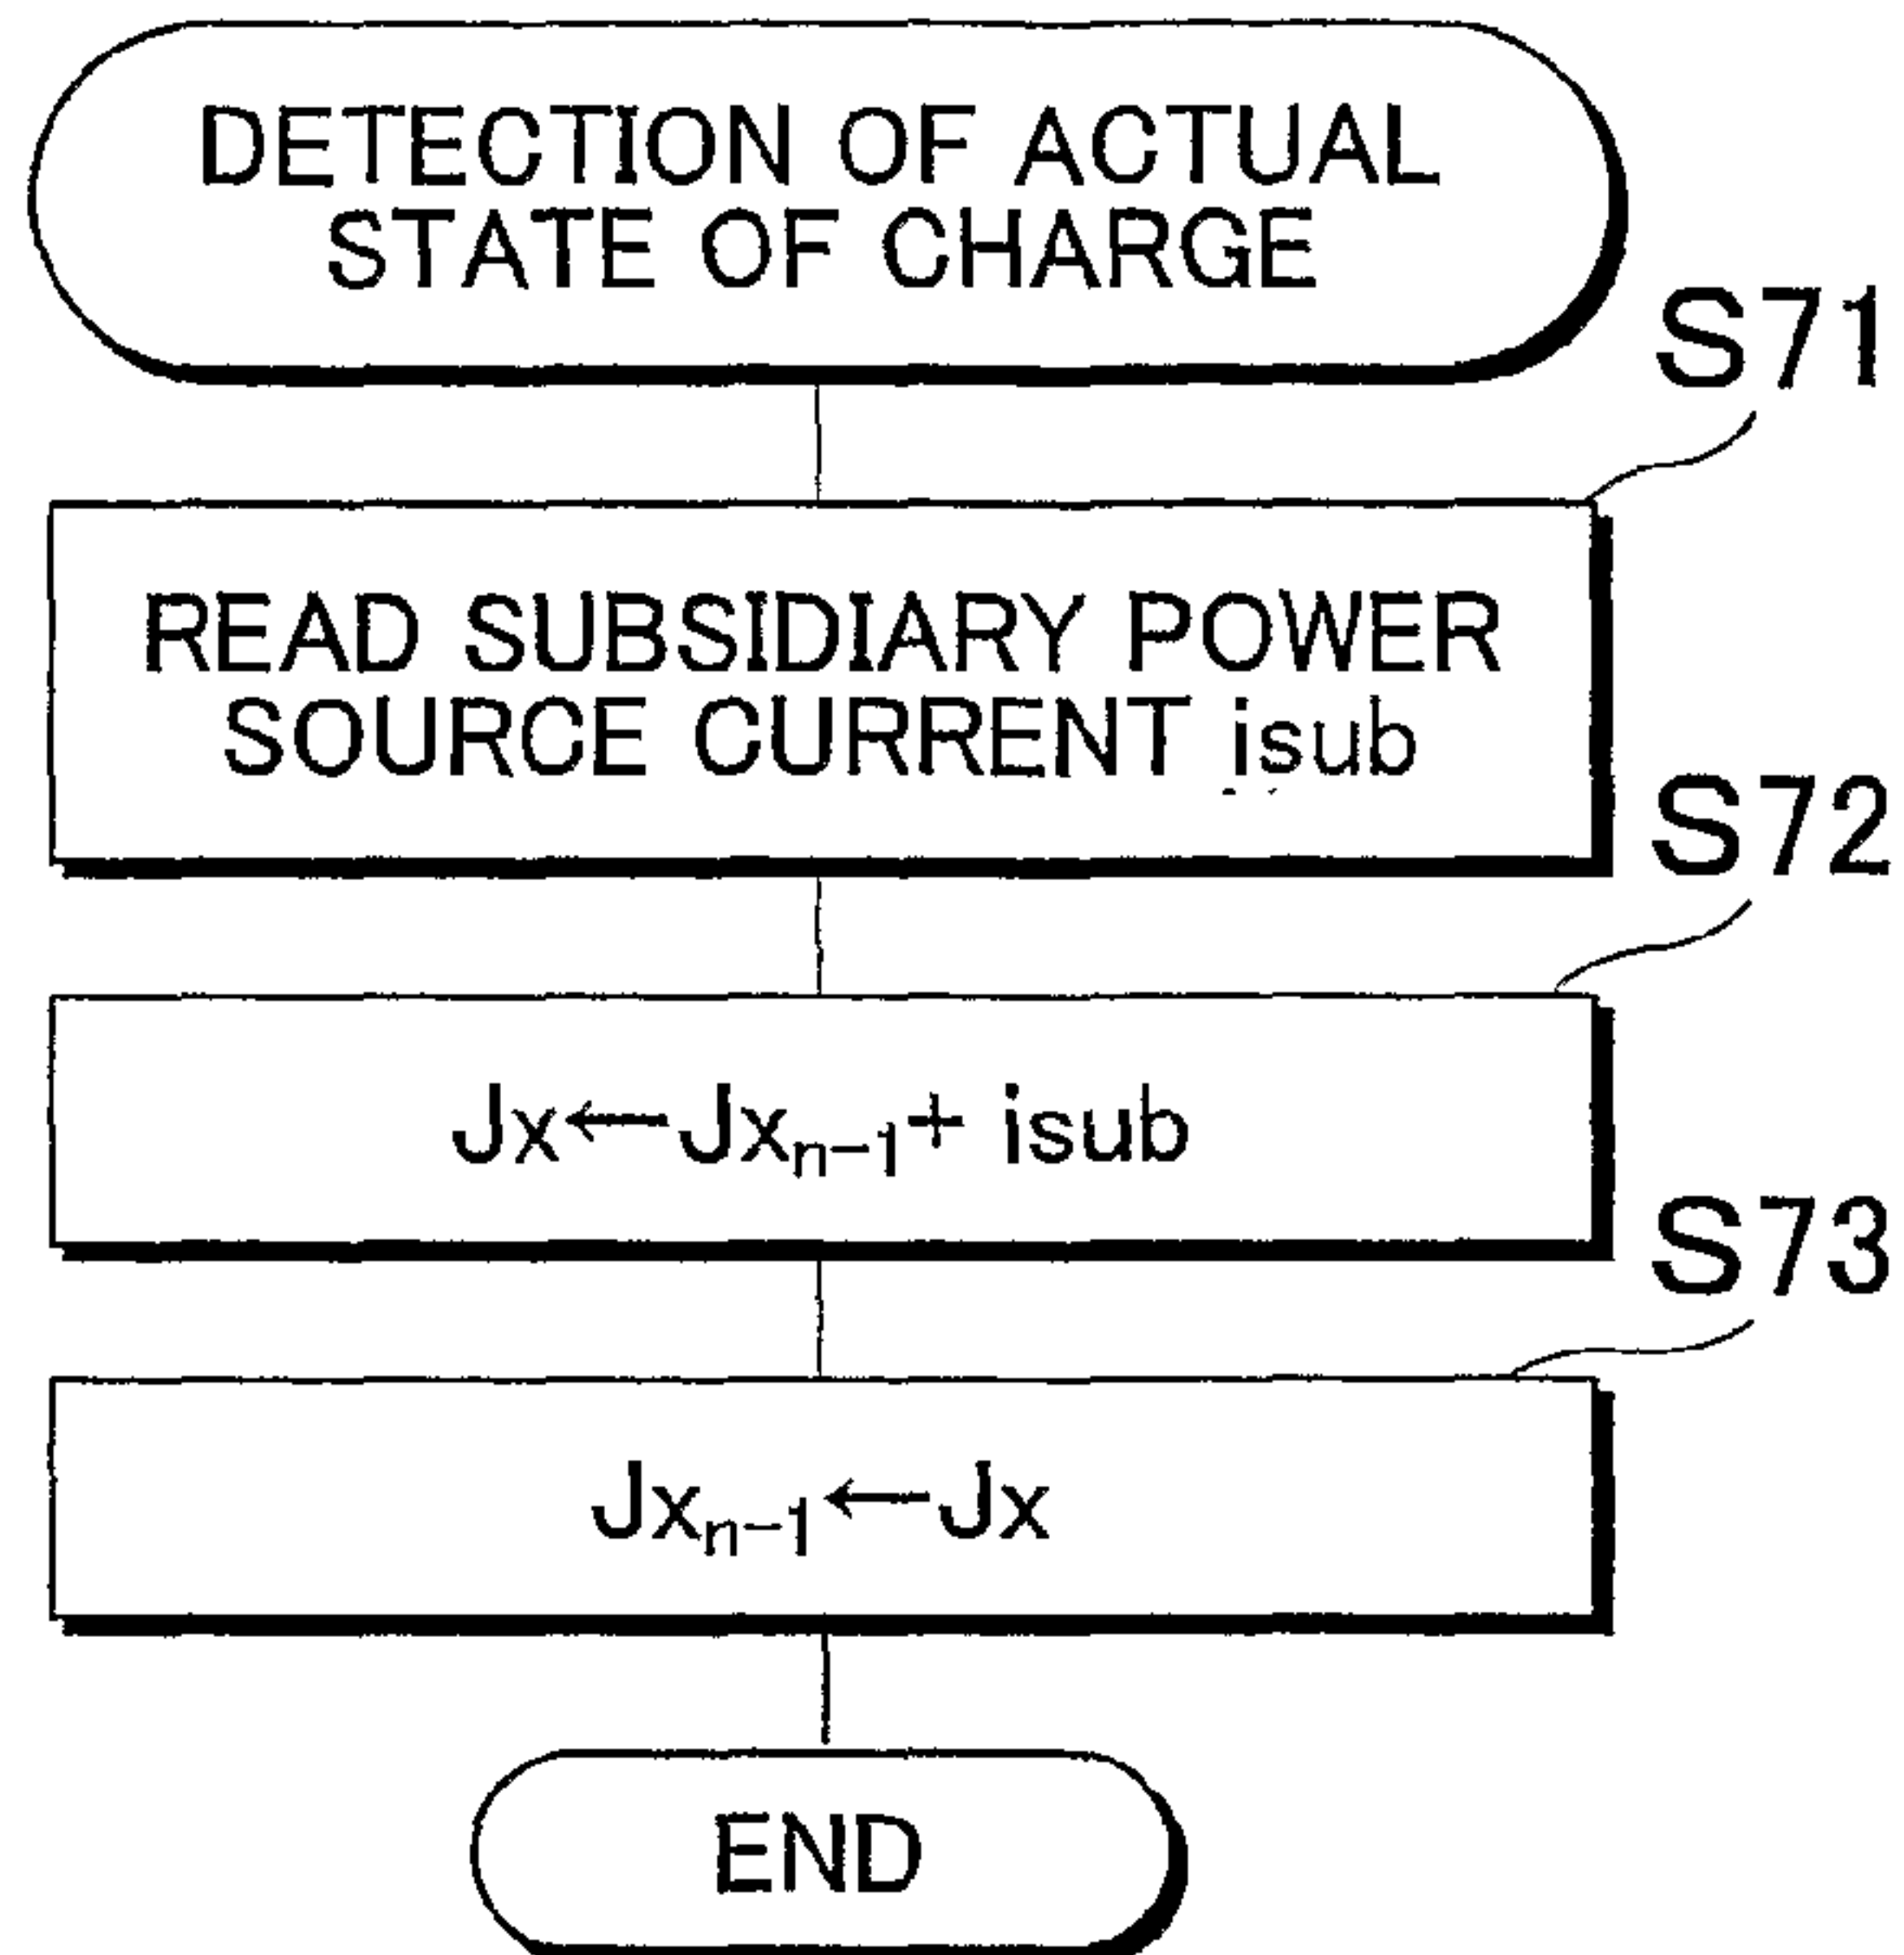 DETECTION OF ACTUAL
STATE OF CHARGE
S71
READ SUBSIDIARY POWER
SOURCE CURRENT isub
S72
Jx←Jxₙ₋₁+ isub
S73
Jxₙ₋₁←Jx
END